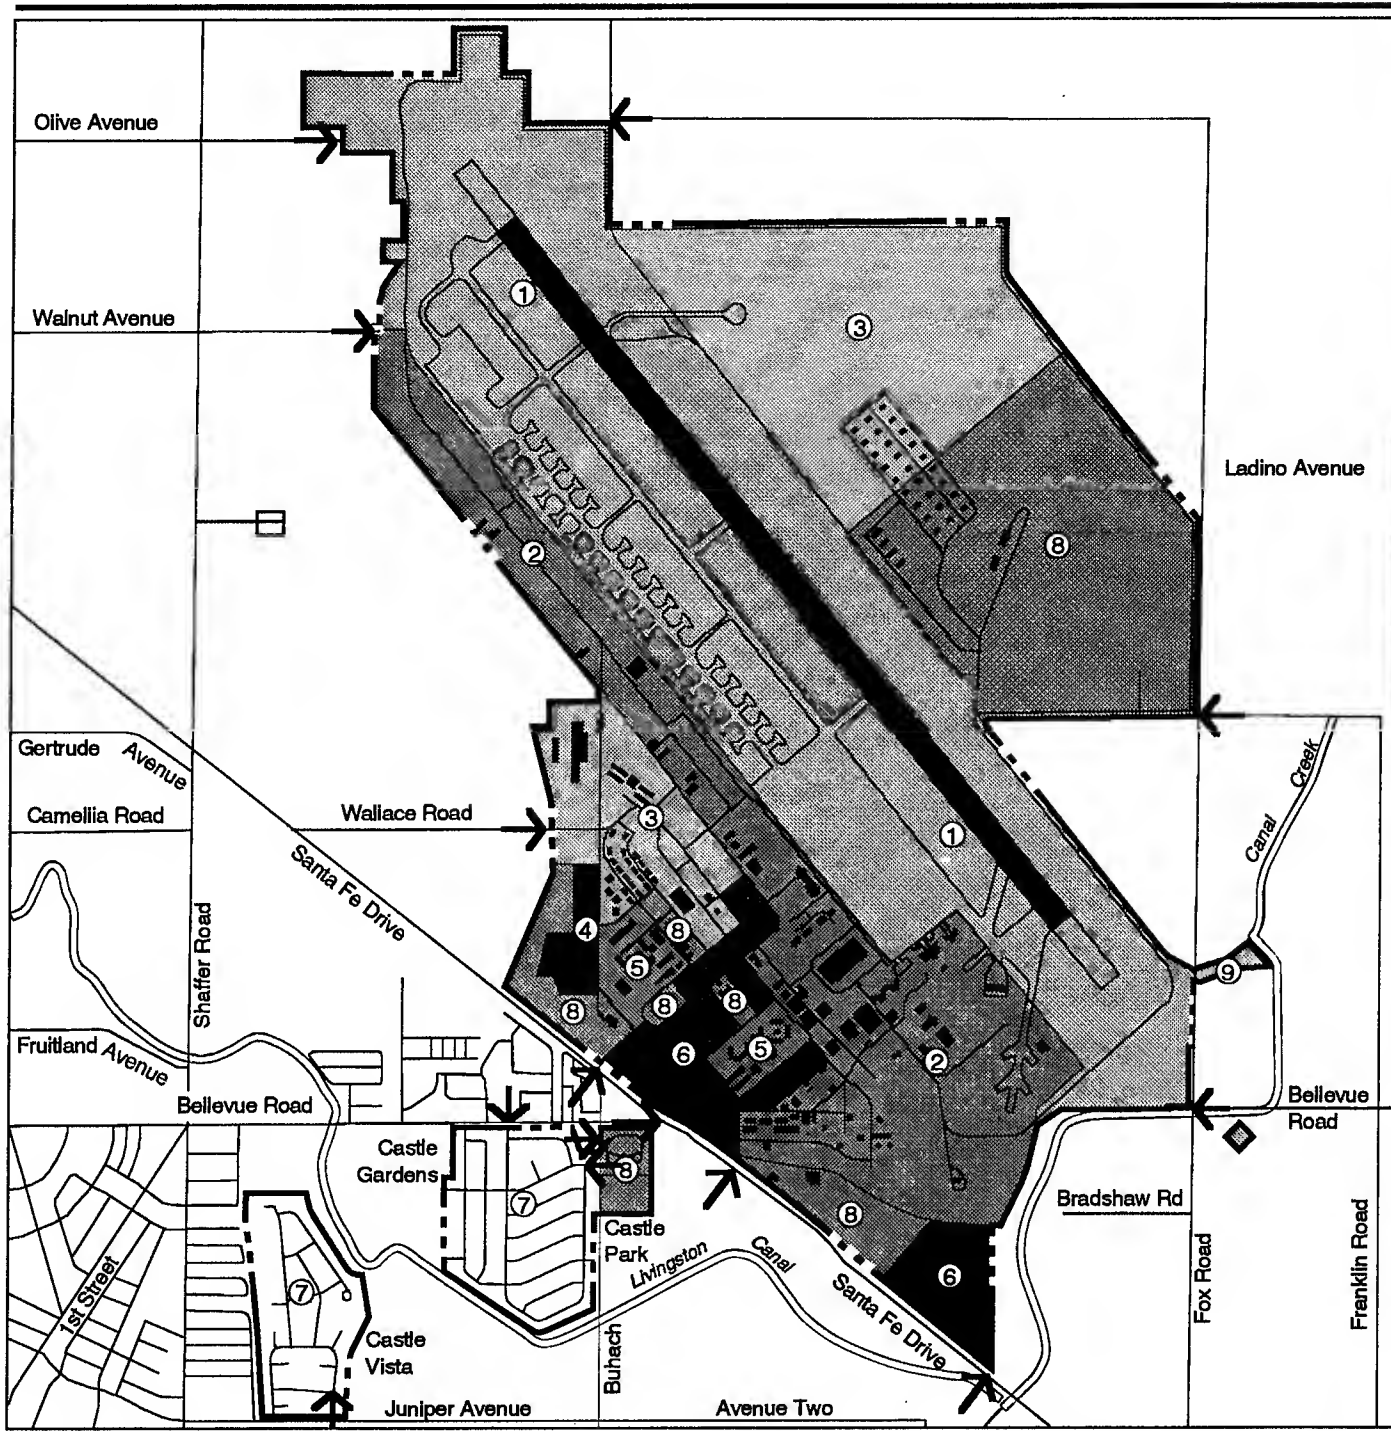 Olive Avenue
1
Walnut Avenue
3
Ladino Avenue
2
8
Gertrude Avenue
Camellia Road
Wallace Road
3
1
Canal Creek
Santa Fe Drive
Shaffer Road
4
8
5
9
8
8
8
6
5
2
Fruitland Avenue
Bellevue Road
Bellevue
Road
Castle
Gardens
8
7
Castle
Park
Bradshaw Rd
8
Livingston Canal
6
Santa Fe Drive
Fox Road
Franklin Road
1st Street
7
Castle
Vista
Buhach
Juniper Avenue
Avenue Two